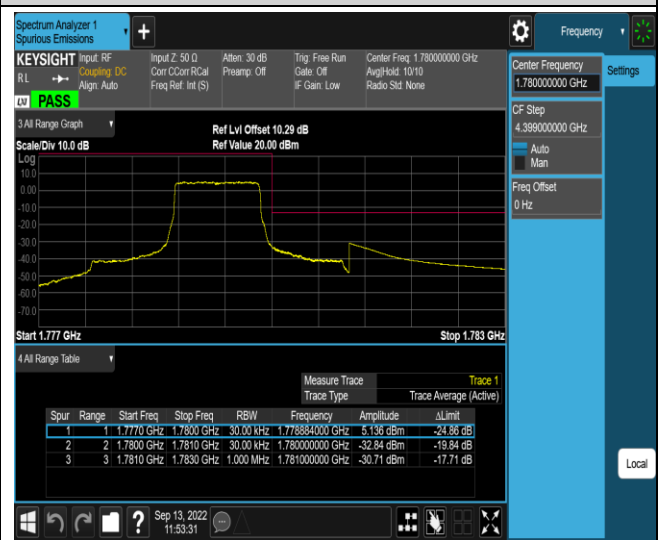 Spectrum Analyzer 1
Spurious Emissions
Frequency
KEYSIGHT
Input: RF
Input Z: 50 Ω
Atten: 30 dB
Trig: Free Run
Center Freq: 1.780000000 GHz
RL
Coupling: DC
Corr CCorr RCal
Preamp: Off
Gate: Off
Avg|Hold: 10/10
Align: Auto
Freq Ref: Int (S)
IF Gain: Low
Radio Std: None
LVI PASS
Center Frequency
1.780000000 GHz
Settings
CF Step
4.399000000 GHz
Auto
Man
Freq Offset
0 Hz
3 All Range Graph
Ref Lvl Offset 10.29 dB
Scale/Div 10.0 dB
Ref Value 20.00 dBm
Log
10.0
0.00
-10.0
-20.0
-30.0
-40.0
-50.0
-60.0
-70.0
Start 1.777 GHz
Stop 1.783 GHz
4 All Range Table
Measure Trace Trace 1
Trace Type Trace Average (Active)
Spur Range Start Freq Stop Freq RBW Frequency Amplitude ΔLimit
1 1 1.7770 GHz 1.7800 GHz 30.00 kHz 1.778884000 GHz 5.136 dBm -24.86 dB
2 2 1.7800 GHz 1.7810 GHz 30.00 kHz 1.780000000 GHz -32.84 dBm -19.84 dB
3 3 1.7810 GHz 1.7830 GHz 1.000 MHz 1.781000000 GHz -30.71 dBm -17.71 dB
Local
?
Sep 13, 2022
11:53:31